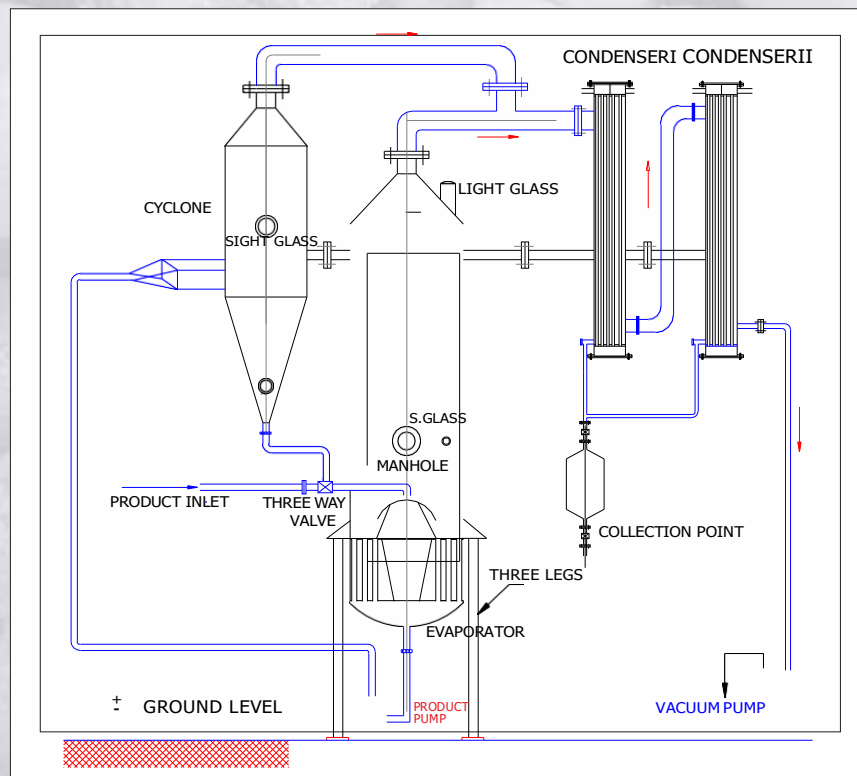 CONDENSERI CONDENSERII
LIGHT GLASS
CYCLONE
SIGHT GLASS
S.GLASS
MANHOLE
PRODUCT INLET
THREE WAY
VALVE
COLLECTION POINT
THREE LEGS
EVAPORATOR
+
-
GROUND LEVEL
PRODUCT
PUMP
VACUUM PUMP